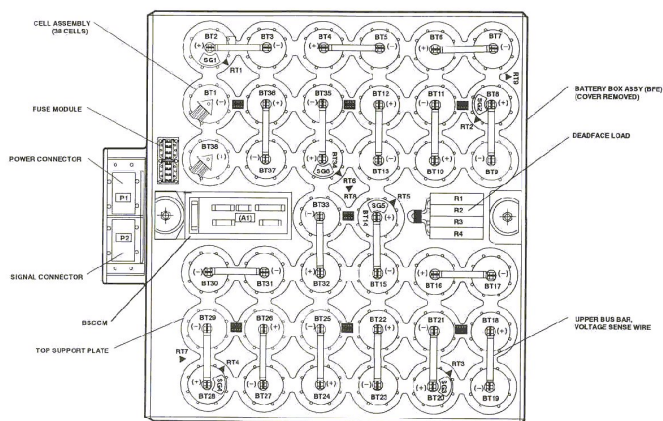 CELL ASSEMBLY
(38 CELLS)
FUSE MODULE
POWER CONNECTOR
P1
P2
SIGNAL CONNECTOR
BSCCM
TOP SUPPORT PLATE
BATTERY BOX ASSY (BFE)
(COVER REMOVED)
DEADFACE LOAD
UPPER BUS BAR,
VOLTAGE SENSE WIRE
BT2 BT3 BT4 BT5 BT6 BT7
(+) (-) (+) (-) (+) (-)
SG1 RT1 RT9
BT1 BT36 BT35 BT12 BT11 BT8
(-) (+) (-) (+) (-) (+)
SG2
RT2
BT38 BT37 BT13 BT10 BT9
(-) (+) (-) (+) (-)
SG6
RT6
RT8
RT5
BT33
SG5
BT14
(-) (+)
(A1)
R1
R2
R3
R4
BT30 BT31 BT32 BT15 BT16 BT17
(-) (+) (-) (+) (-)
BT29 BT26 BT25 BT22 BT21 BT18
(-) (+) (-) (+) (-) (+)
RT7 RT4 RT3
SG4
(+) (-) (+) (-) (+) (-)
BT28 BT27 BT24 BT23 BT20 BT19